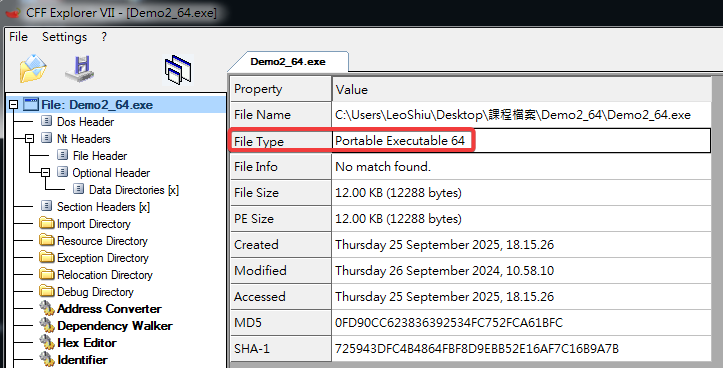 CFF Explorer VII - [Demo2_64.exe]
File Settings ?
Demo2_64.exe
File: Demo2_64.exe
Dos Header
Nt Headers
File Header
Optional Header
Data Directories [x]
Section Headers [x]
Import Directory
Resource Directory
Exception Directory
Relocation Directory
Debug Directory
Address Converter
Dependency Walker
Hex Editor
Identifier
Property Value
File Name C:\Users\LeoShiu\Desktop\課程檔案\Demo2_64\Demo2_64.exe
File Type Portable Executable 64
File Info No match found.
File Size 12.00 KB (12288 bytes)
PE Size 12.00 KB (12288 bytes)
Created Thursday 25 September 2025, 18.15.26
Modified Thursday 26 September 2024, 10.58.10
Accessed Thursday 25 September 2025, 18.15.26
MD5 0FD90CC623836392534FC752FCA61BFC
SHA-1 725943DFC4B4864FBF8D9EBB52E16AF7C16B9A7B